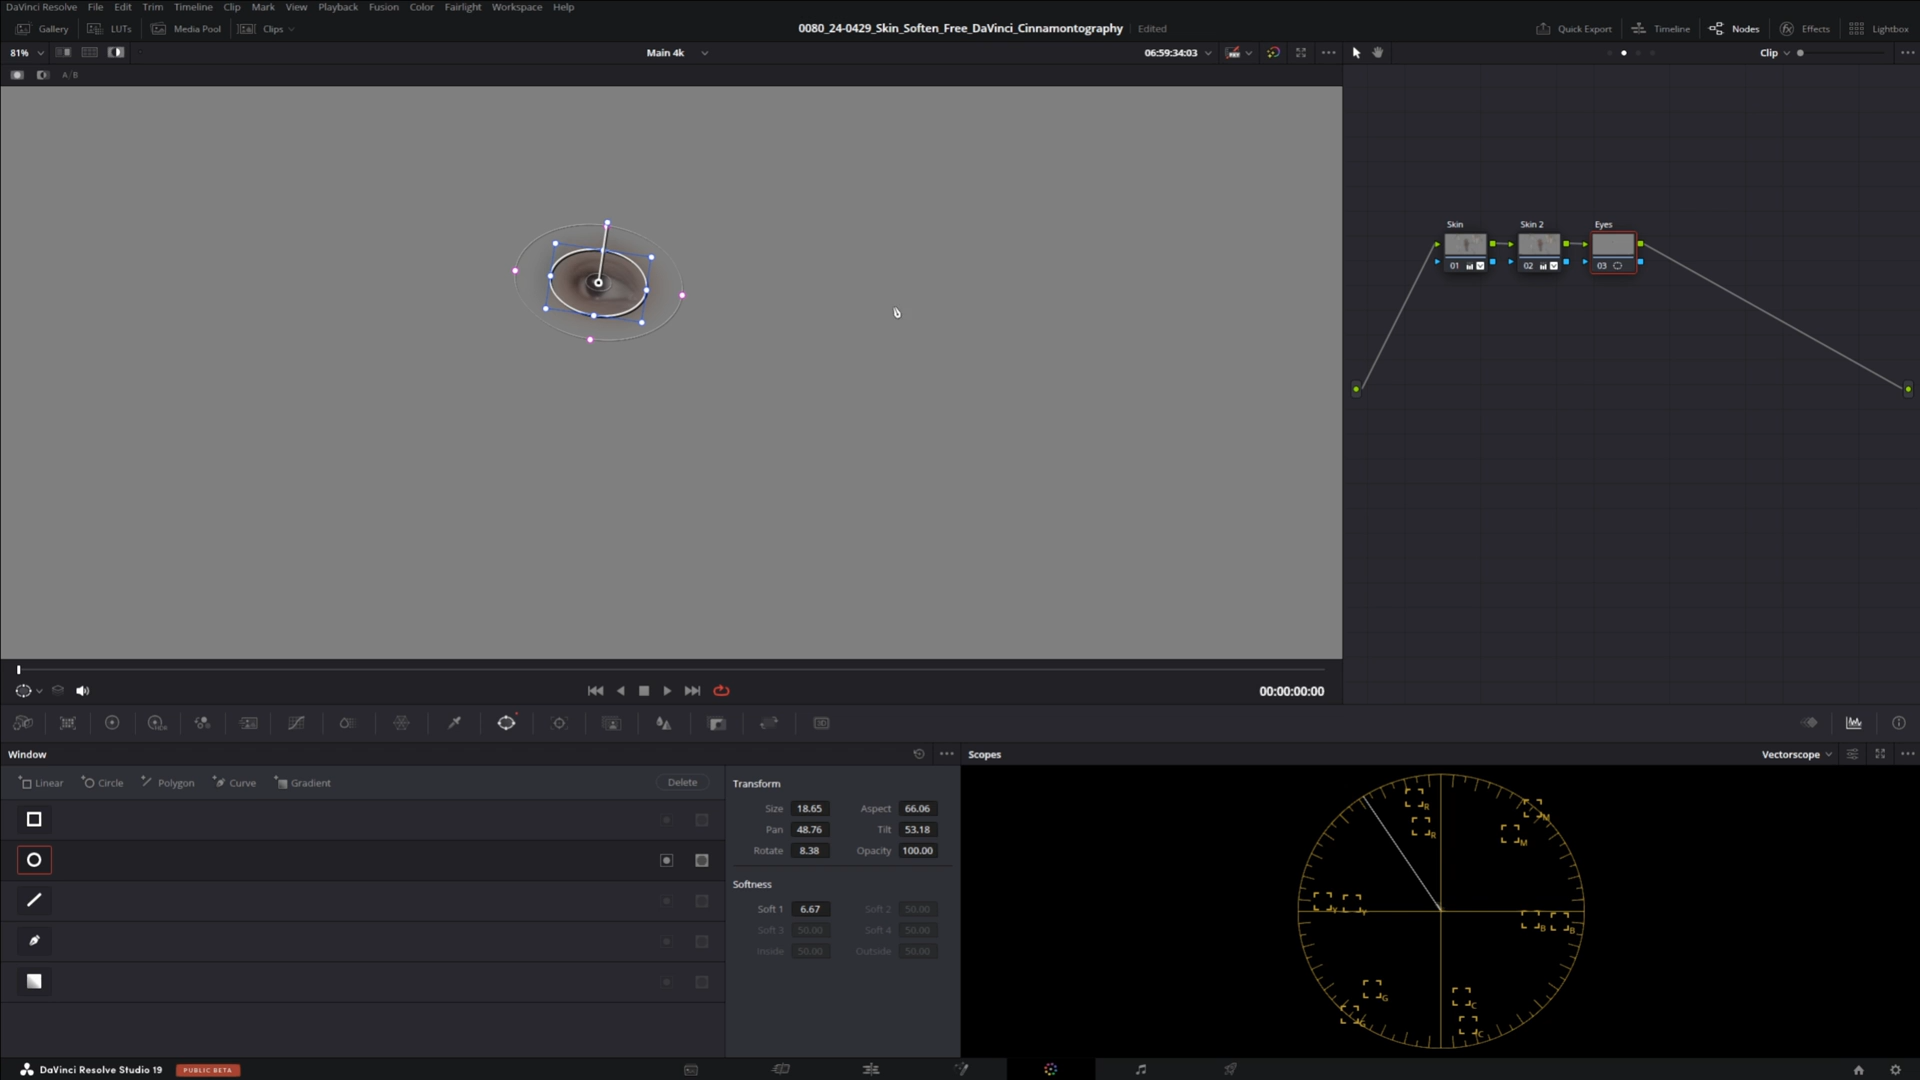 DaVinci Resolve File Edit Trim Timeline Clip Mark View Playback Fusion Color Fairlight Workspace Help
Gallery LUTs Media Pool Clips 0080_24-0429_Skin_Soften_Free_DaVinci_Cinnamontography Edited Quick Export Timeline Nodes Effects Lightbox
81% Main 4k 06:59:34:03 Clip
A/B
Skin Skin 2 Eyes
01 02 03
00:00:00:00
Window Scopes Vectorscope
Linear Circle Polygon Curve Gradient Delete
Transform
Size 18.65 Aspect 66.06
Pan 48.76 Tilt 53.18
Rotate 8.38 Opacity 100.00
Softness
Soft 1 6.67 Soft 2 50.00
Soft 3 50.00 Soft 4 50.00
Inside 50.00 Outside 50.00
R
M
R
M
Y Y
B B
G
C
G
C
DaVinci Resolve Studio 19 PUBLIC BETA